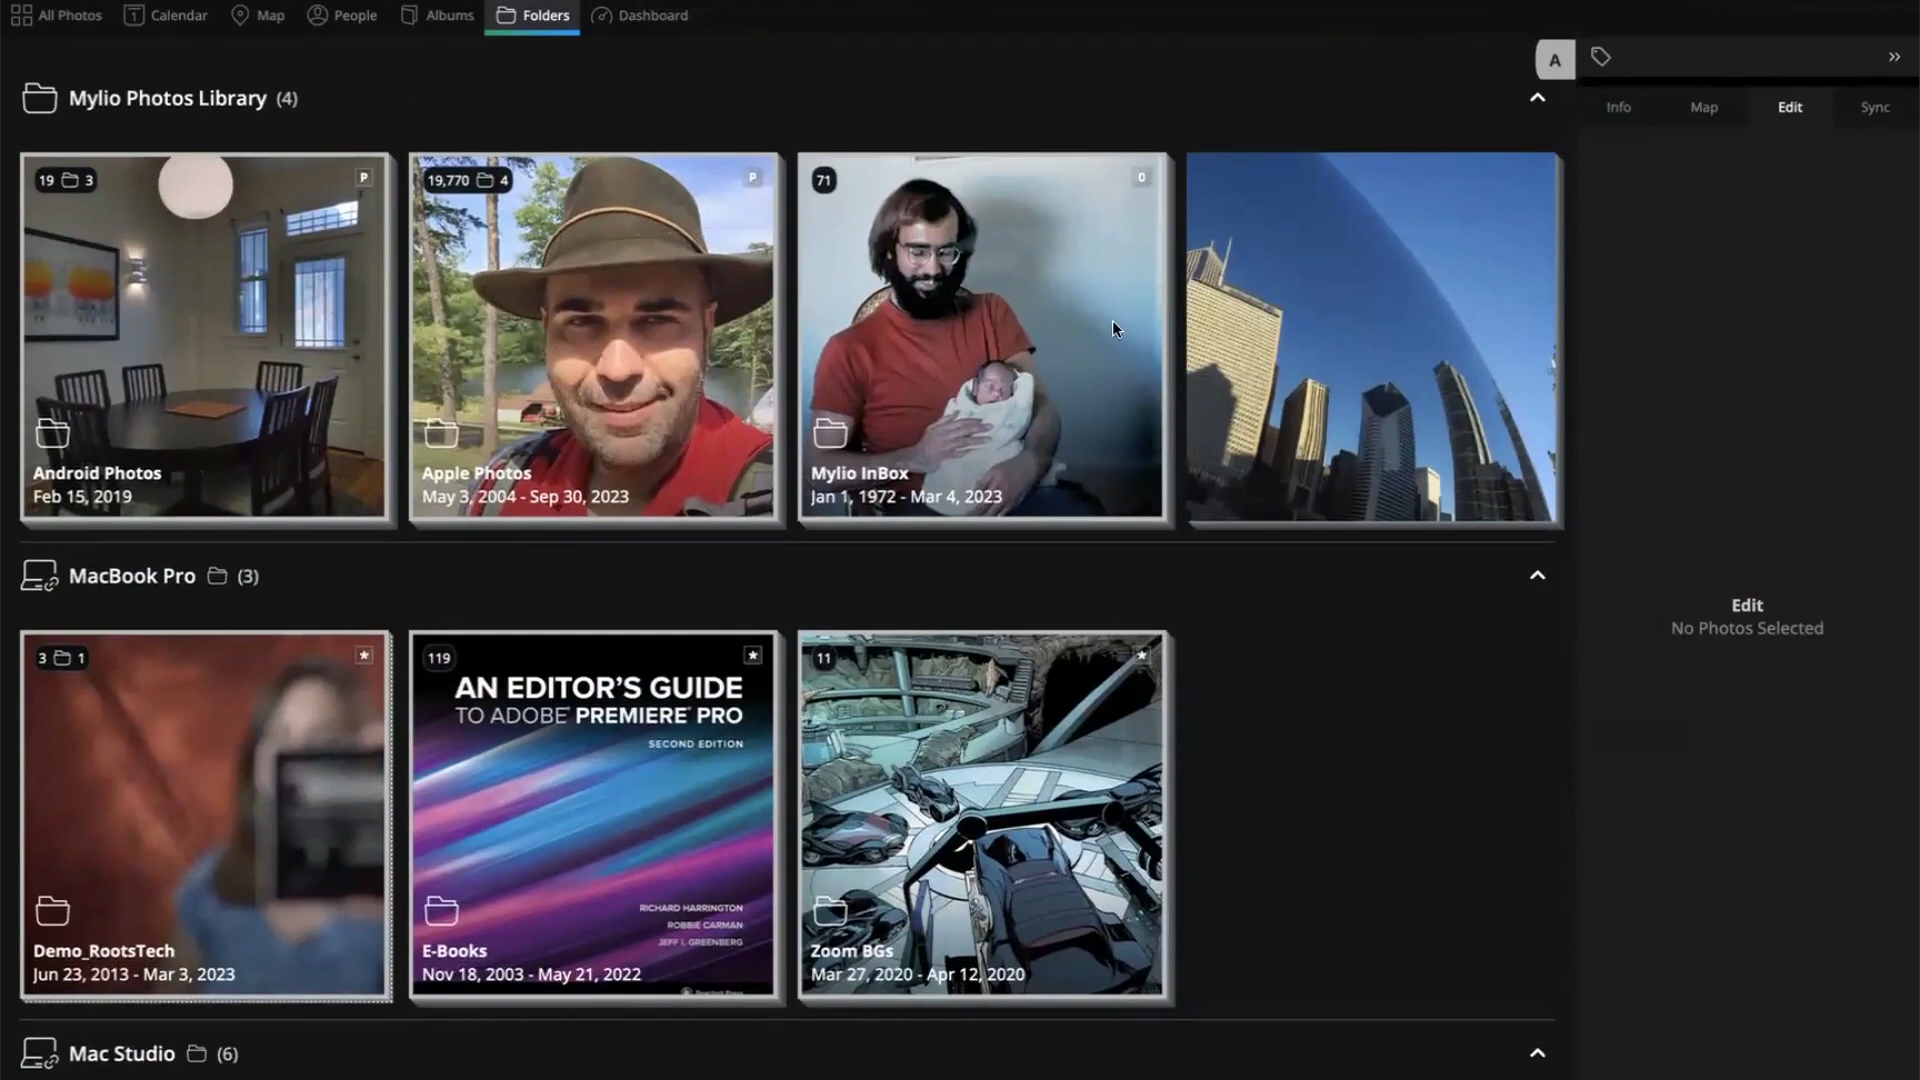 All Photos
1 Calendar
Map
People
Albums
Folders
Dashboard
A
Mylio Photos Library (4)
Info
Map
Edit
Sync
19 3
P
Android Photos
Feb 15, 2019
19,770 4
P
Apple Photos
May 3, 2004 - Sep 30, 2023
71
0
Mylio InBox
Jan 1, 1972 - Mar 4, 2023
MacBook Pro (3)
Edit
No Photos Selected
3 1
Demo_RootsTech
Jun 23, 2013 - Mar 3, 2023
119
AN EDITOR'S GUIDE
TO ADOBE® PREMIERE® PRO
SECOND EDITION
RICHARD HARRINGTON
ROBBIE CARMAN
JEFF I. GREENBERG
E-Books
Nov 18, 2003 - May 21, 2022
11
Zoom BGs
Mar 27, 2020 - Apr 12, 2020
Mac Studio (6)